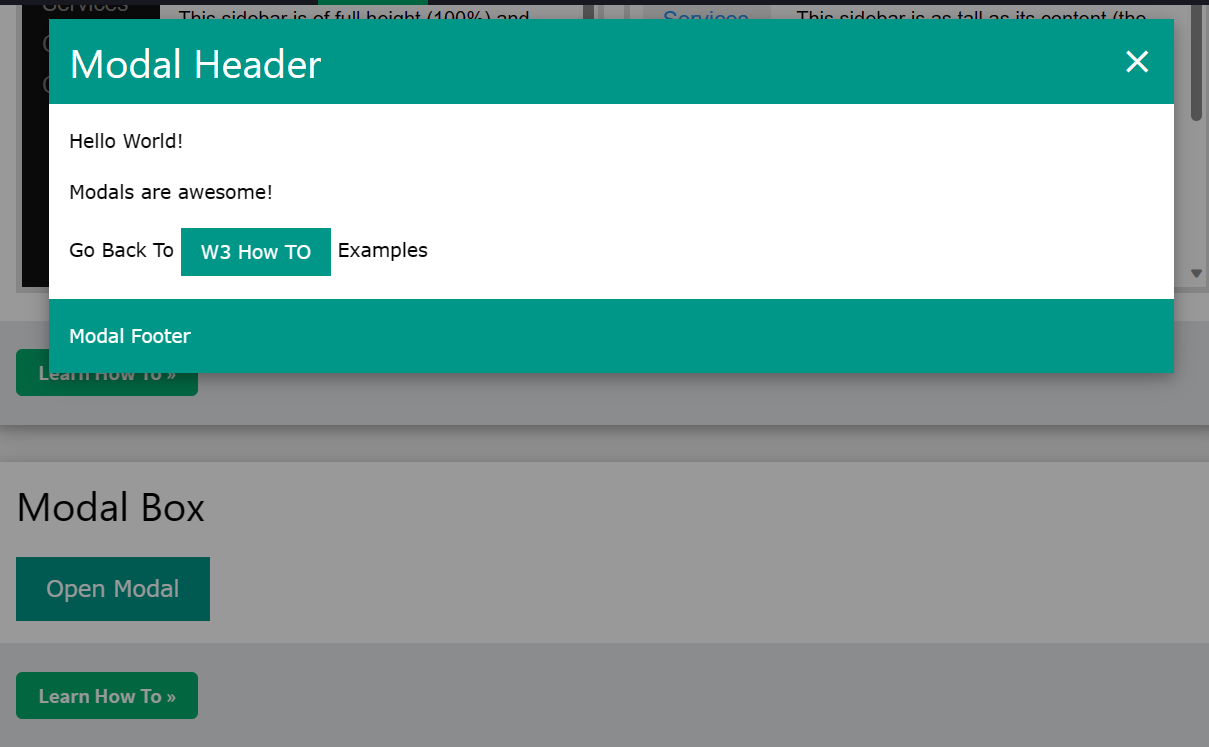 Services
This sidebar is of full height (100%) and
Services
This sidebar is as tall as its content (the
Modal Header
×
Hello World!
Modals are awesome!
Go Back To W3 How TO Examples
Modal Footer
Learn How To »
Modal Box
Open Modal
Learn How To »